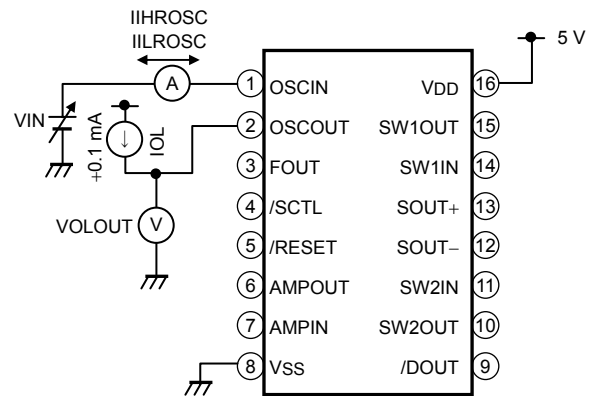 IIHROSC
IILROSC
A
5 V
VIN
+0.1 mA
IOL
VOLOUT
V
1 OSCIN VDD 16
2 OSCOUT SW1OUT 15
3 FOUT SW1IN 14
4 /SCTL SOUT+ 13
5 /RESET SOUT− 12
6 AMPOUT SW2IN 11
7 AMPIN SW2OUT 10
8 VSS /DOUT 9